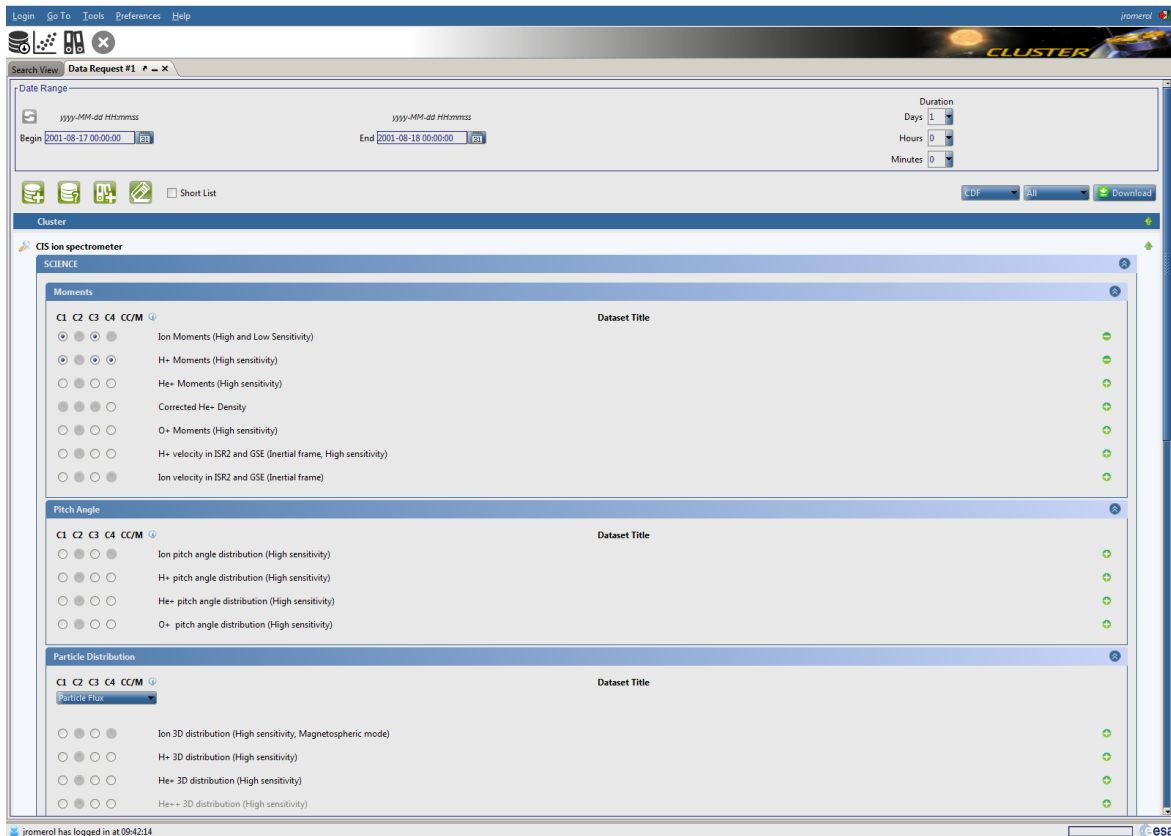 Login Go To Tools Preferences Help jromerol
CLUSTER
Search View Data Request #1
Date Range
Duration
yyyy-MM-dd HH:mmss yyyy-MM-dd HH:mmss Days 1
Begin 2001-08-17 00:00:00 31 End 2001-08-18 00:00:00 31 Hours 0
Minutes 0
Short List CDF All Download
Cluster
CIS ion spectrometer
SCIENCE
Moments
C1 C2 C3 C4 CC/M Dataset Title
Ion Moments (High and Low Sensitivity)
H+ Moments (High sensitivity)
He+ Moments (High sensitivity)
Corrected He+ Density
O+ Moments (High sensitivity)
H+ velocity in ISR2 and GSE (Inertial frame, High sensitivity)
Ion velocity in ISR2 and GSE (Inertial frame)
Pitch Angle
C1 C2 C3 C4 CC/M Dataset Title
Ion pitch angle distribution (High sensitivity)
H+ pitch angle distribution (High sensitivity)
He+ pitch angle distribution (High sensitivity)
O+ pitch angle distribution (High sensitivity)
Particle Distribution
C1 C2 C3 C4 CC/M Dataset Title
Particle Flux
Ion 3D distribution (High sensitivity, Magnetospheric mode)
H+ 3D distribution (High sensitivity)
He+ 3D distribution (High sensitivity)
He++ 3D distribution (High sensitivity)
jromerol has logged in at 09:42:14 esa